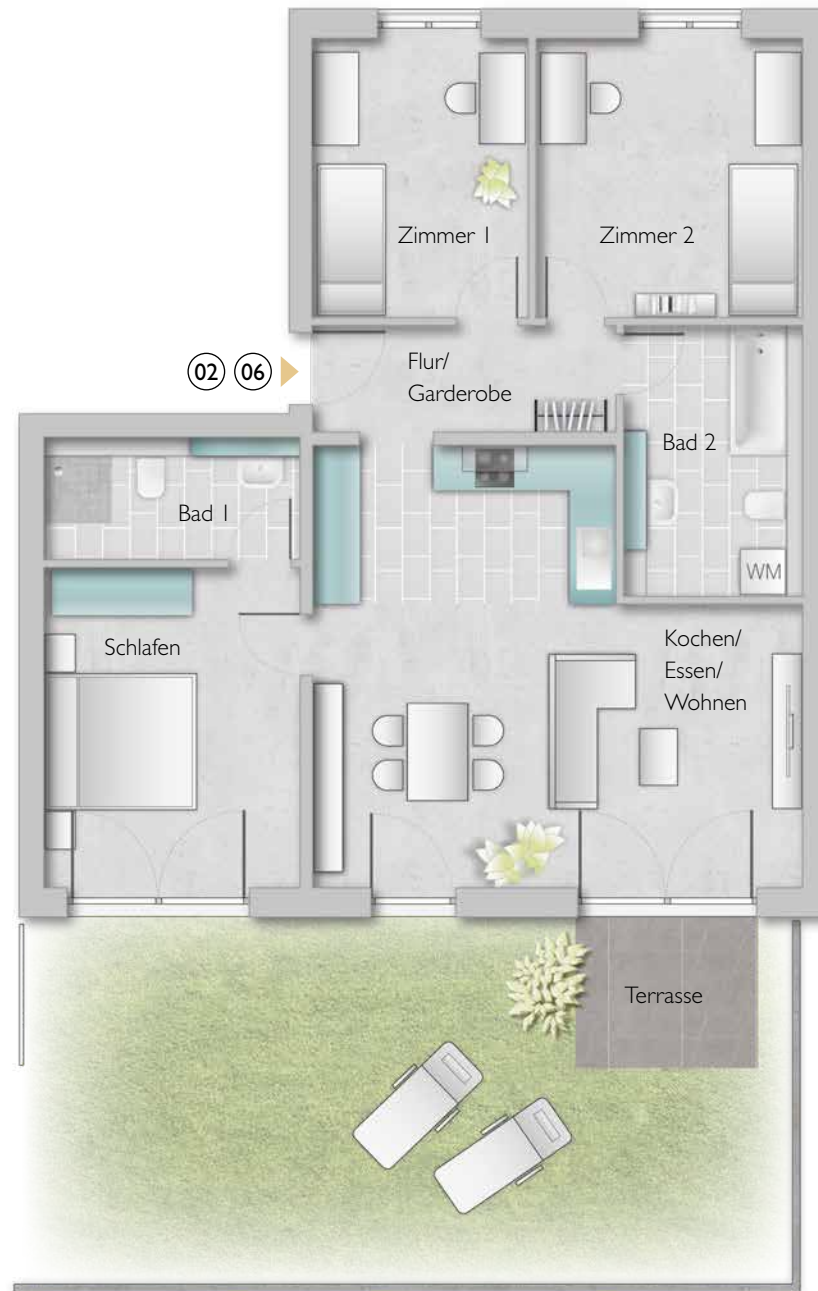 Zimmer 1
Zimmer 2
02 06
Flur/
Garderobe
Bad 2
Bad 1
WM
Schlafen
Kochen/
Essen/
Wohnen
Terrasse